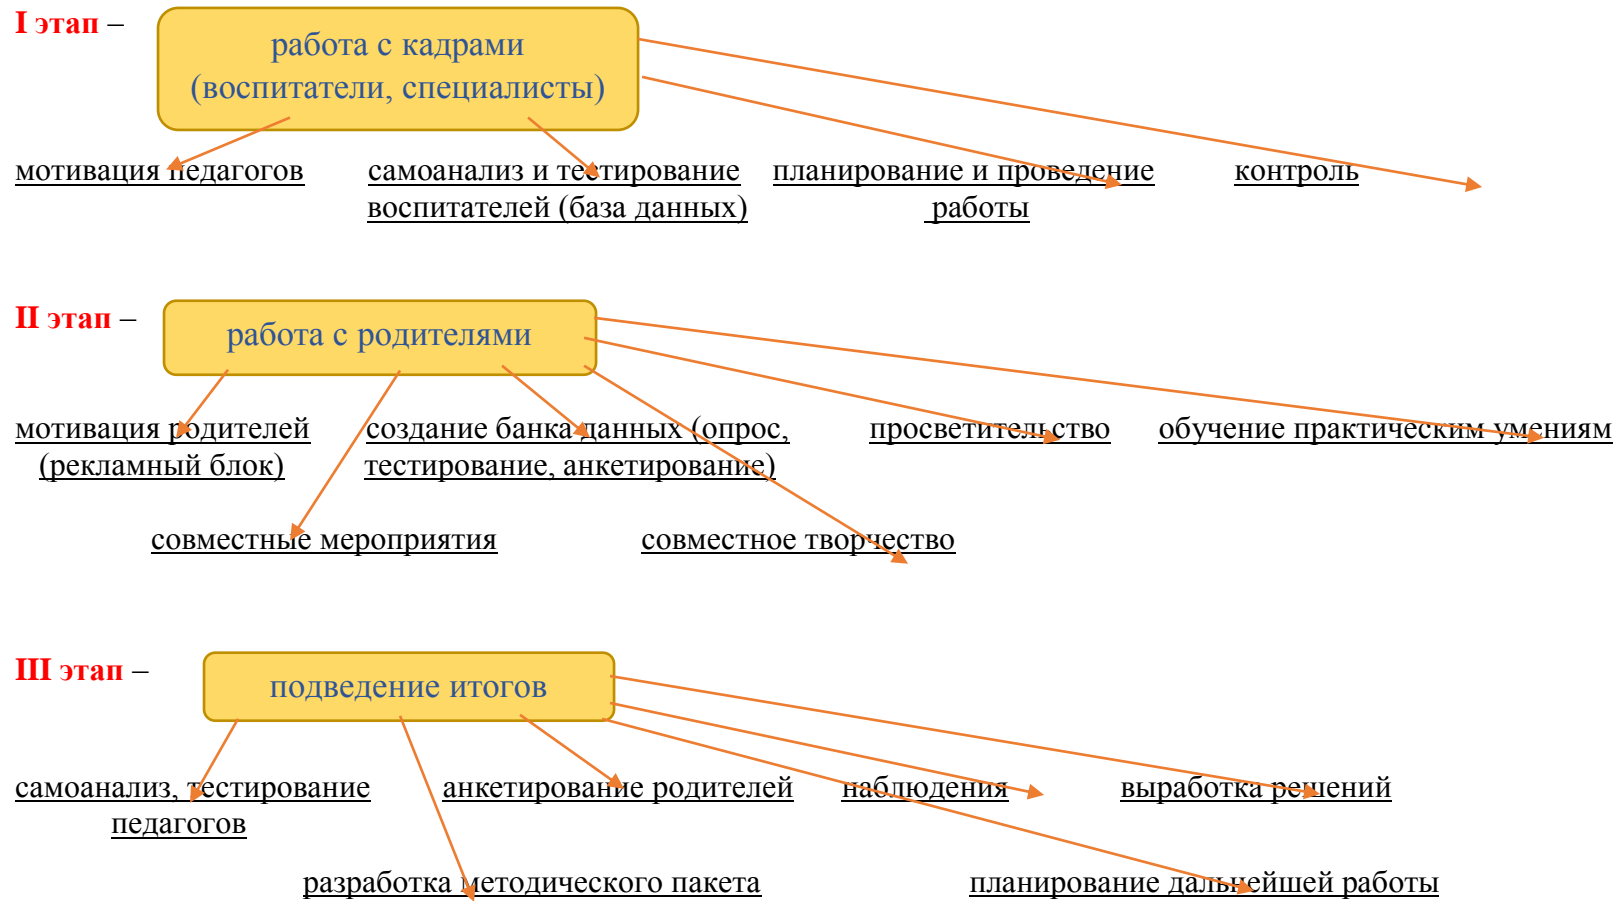 I этап –
работа с кадрами
(воспитатели, специалисты)
мотивация педагогов самоанализ и тестирование планирование и проведение контроль
воспитателей (база данных) работы
II этап –
работа с родителями
мотивация родителей создание банка данных (опрос, просветительство обучение практическим умениям
(рекламный блок) тестирование, анкетирование)
совместные мероприятия совместное творчество
III этап –
подведение итогов
самоанализ, тестирование анкетирование родителей наблюдения выработка решений
педагогов
разработка методического пакета планирование дальнейшей работы